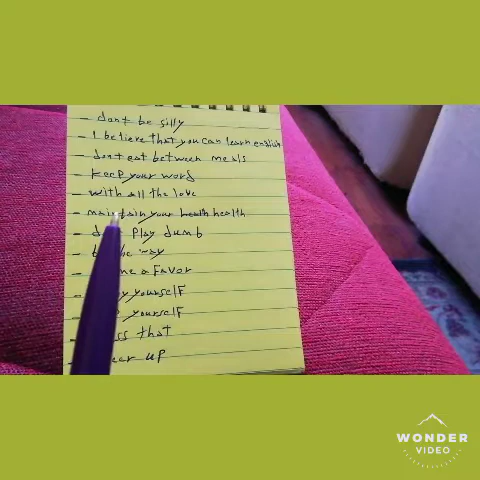 - dont be silly
- I believe that you can learn english
- dont eat between meals
- keep your word
- with all the love
- maintain your health health
- play dumb
- way
- me a Favor
- yourself
- yourself
- that
- up
WONDER
VIDEO